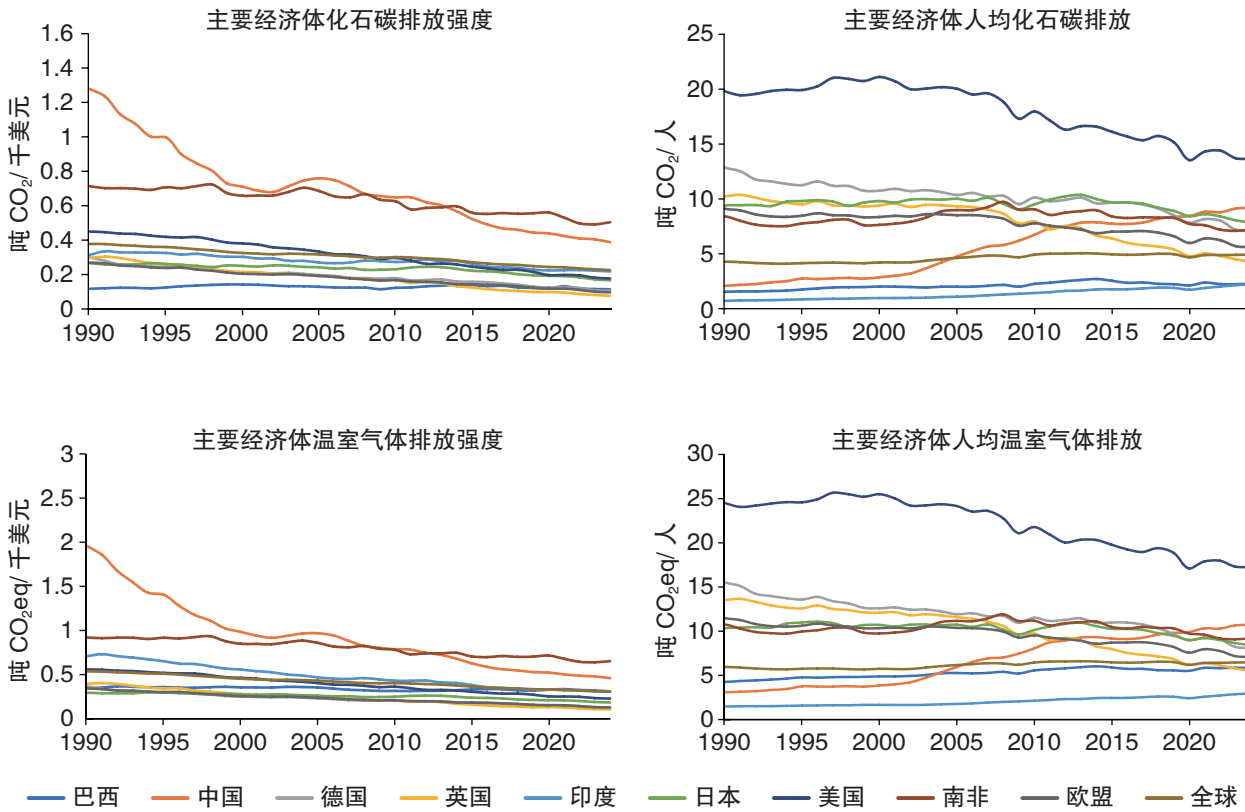 主要经济体化石碳排放强度
吨 CO₂/ 千美元
1.6
1.4
1.2
1
0.8
0.6
0.4
0.2
0
1990 1995 2000 2005 2010 2015 2020
主要经济体人均化石碳排放
吨 CO₂/ 人
25
20
15
10
5
0
1990 1995 2000 2005 2010 2015 2020
主要经济体温室气体排放强度
吨 CO₂eq/ 千美元
3
2.5
2
1.5
1
0.5
0
1990 1995 2000 2005 2010 2015 2020
主要经济体人均温室气体排放
吨 CO₂eq/ 人
30
25
20
15
10
5
0
1990 1995 2000 2005 2010 2015 2020
巴西 中国 德国 英国 印度 日本 美国 南非 欧盟 全球